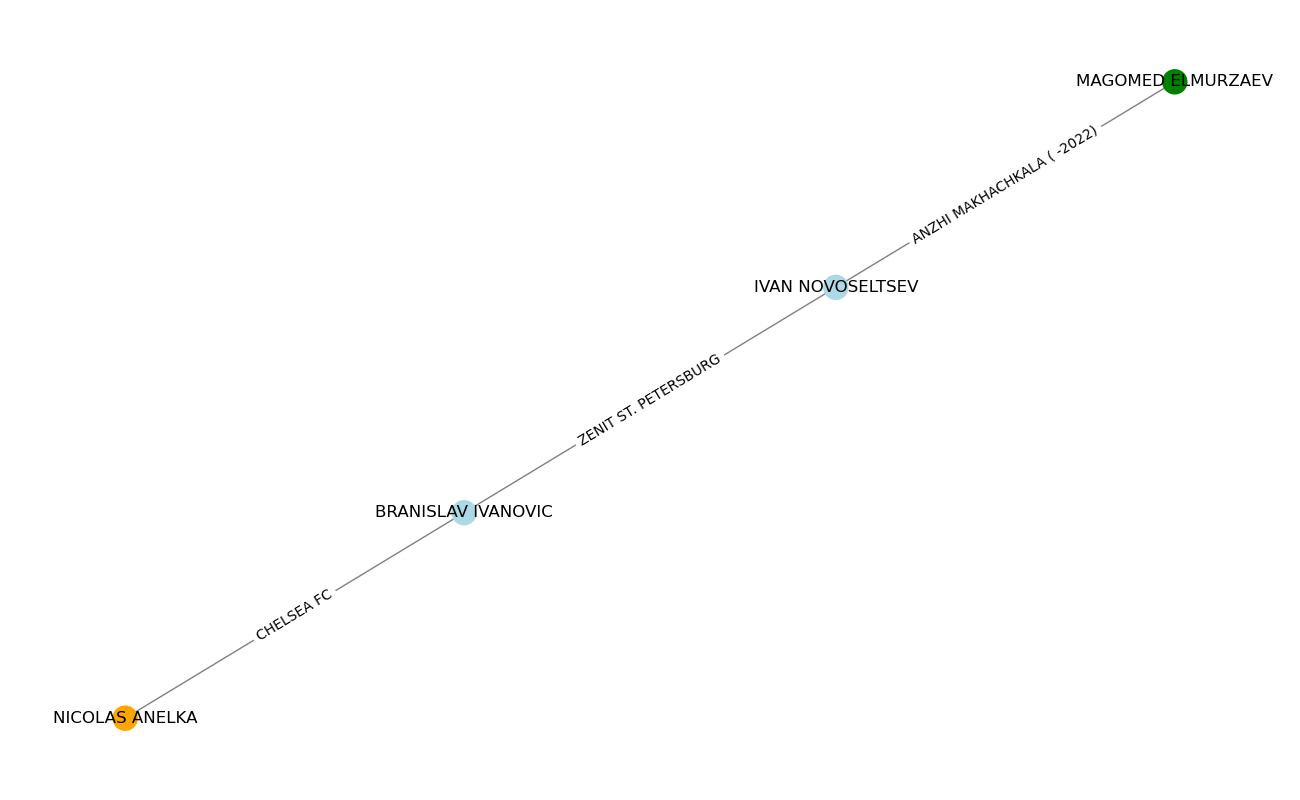 MAGOMED ELMURZAEV
ANZHI MAKHACHKALA ( -2022)
IVAN NOVOSELTSEV
ZENIT ST. PETERSBURG
BRANISLAV IVANOVIC
CHELSEA FC
NICOLAS ANELKA